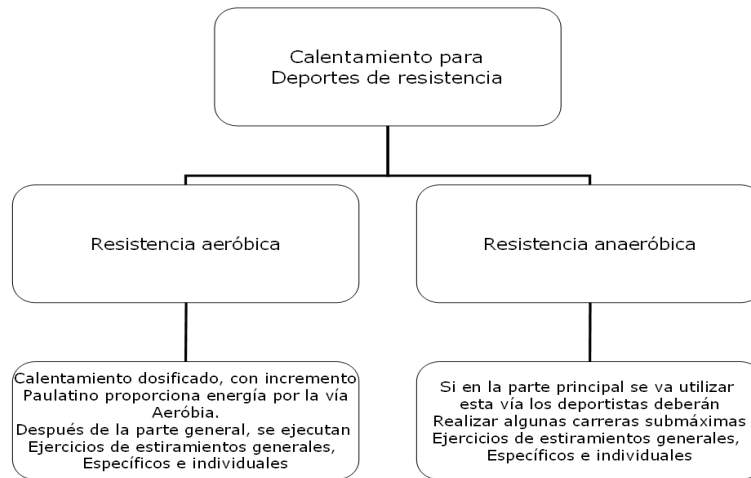 Calentamiento para
Deportes de resistencia
Resistencia aeróbica
Resistencia anaeróbica
Calentamiento dosificado, con incremento
Paulatino proporciona energía por la vía
Aeróbia.
Después de la parte general, se ejecutan
Ejercicios de estiramientos generales,
Específicos e individuales
Si en la parte principal se va utilizar
esta vía los deportistas deberán
Realizar algunas carreras submáximas
Ejercicios de estiramientos generales,
Específicos e individuales